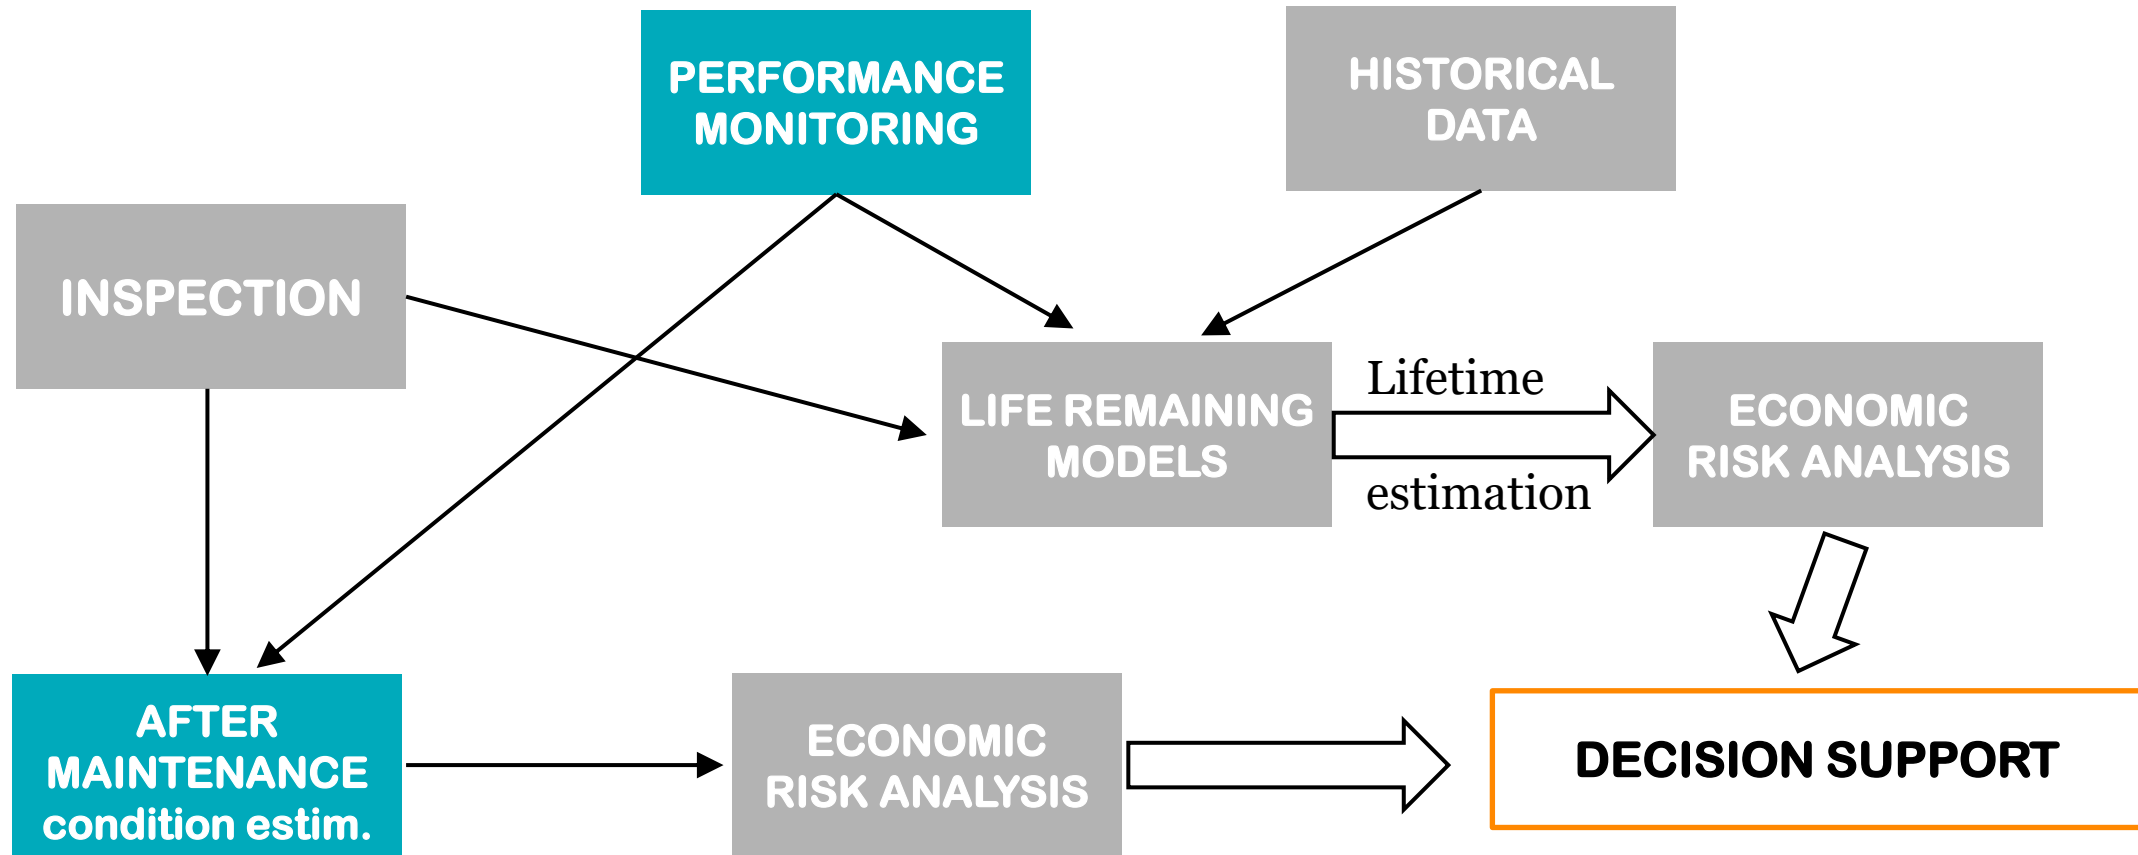 PERFORMANCE
MONITORING
HISTORICAL
DATA
INSPECTION
LIFE REMAINING
MODELS
Lifetime
estimation
ECONOMIC
RISK ANALYSIS
AFTER
MAINTENANCE
condition estim.
ECONOMIC
RISK ANALYSIS
DECISION SUPPORT